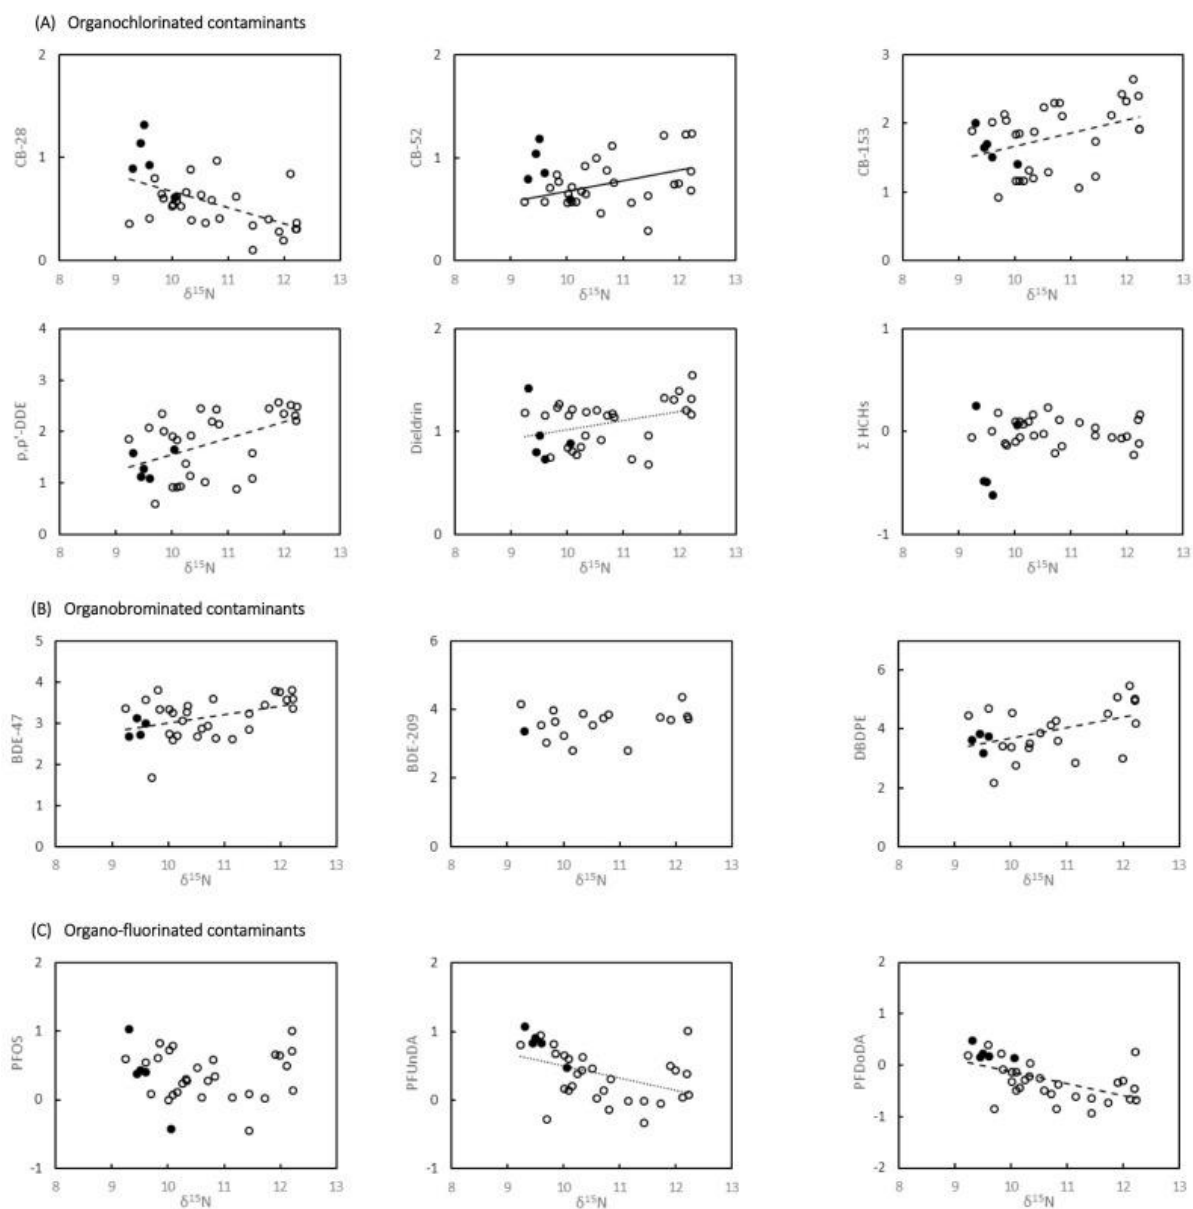 (A) Organochlorinated contaminants
2
1
0
CB-28
8 9 10 11 12 13
δ¹⁵N
2
1
0
CB-52
8 9 10 11 12 13
δ¹⁵N
3
2
1
0
CB-153
8 9 10 11 12 13
δ¹⁵N
4
3
2
1
0
p,p'-DDE
8 9 10 11 12 13
δ¹⁵N
2
1
0
Dieldrin
8 9 10 11 12 13
δ¹⁵N
1
0
-1
Σ HCHs
8 9 10 11 12 13
δ¹⁵N
(B) Organobrominated contaminants
5
4
3
2
1
0
BDE-47
8 9 10 11 12 13
δ¹⁵N
6
4
2
0
BDE-209
8 9 10 11 12 13
δ¹⁵N
6
4
2
0
DBDPE
8 9 10 11 12 13
δ¹⁵N
(C) Organo-fluorinated contaminants
2
1
0
-1
PFOS
8 9 10 11 12 13
δ¹⁵N
2
1
0
-1
PFUnDA
8 9 10 11 12 13
δ¹⁵N
2
1
0
-1
-2
PFDoDA
8 9 10 11 12 13
δ¹⁵N